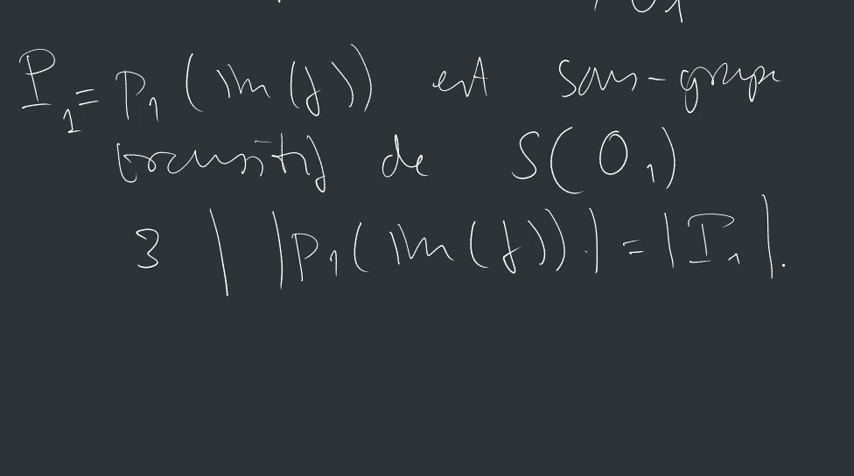 P₁ = p₁(Im(f)) est sous-groupe
transitif de S(O₁)
3 | |p₁(Im(f))| = |P₁|.